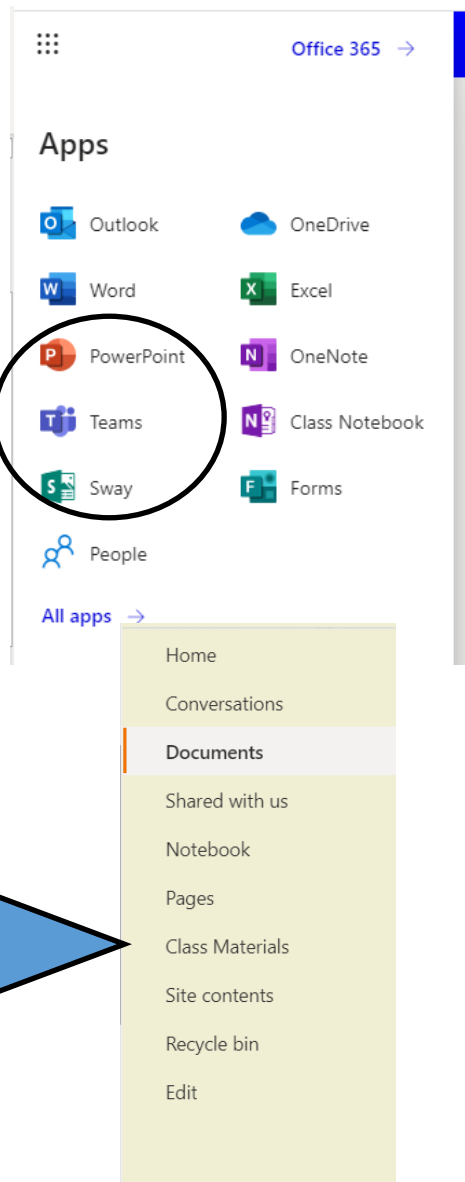 Office 365 →
Apps
Outlook
OneDrive
Word
Excel
PowerPoint
OneNote
Teams
Class Notebook
Sway
Forms
People
All apps →
Home
Conversations
Documents
Shared with us
Notebook
Pages
Class Materials
Site contents
Recycle bin
Edit